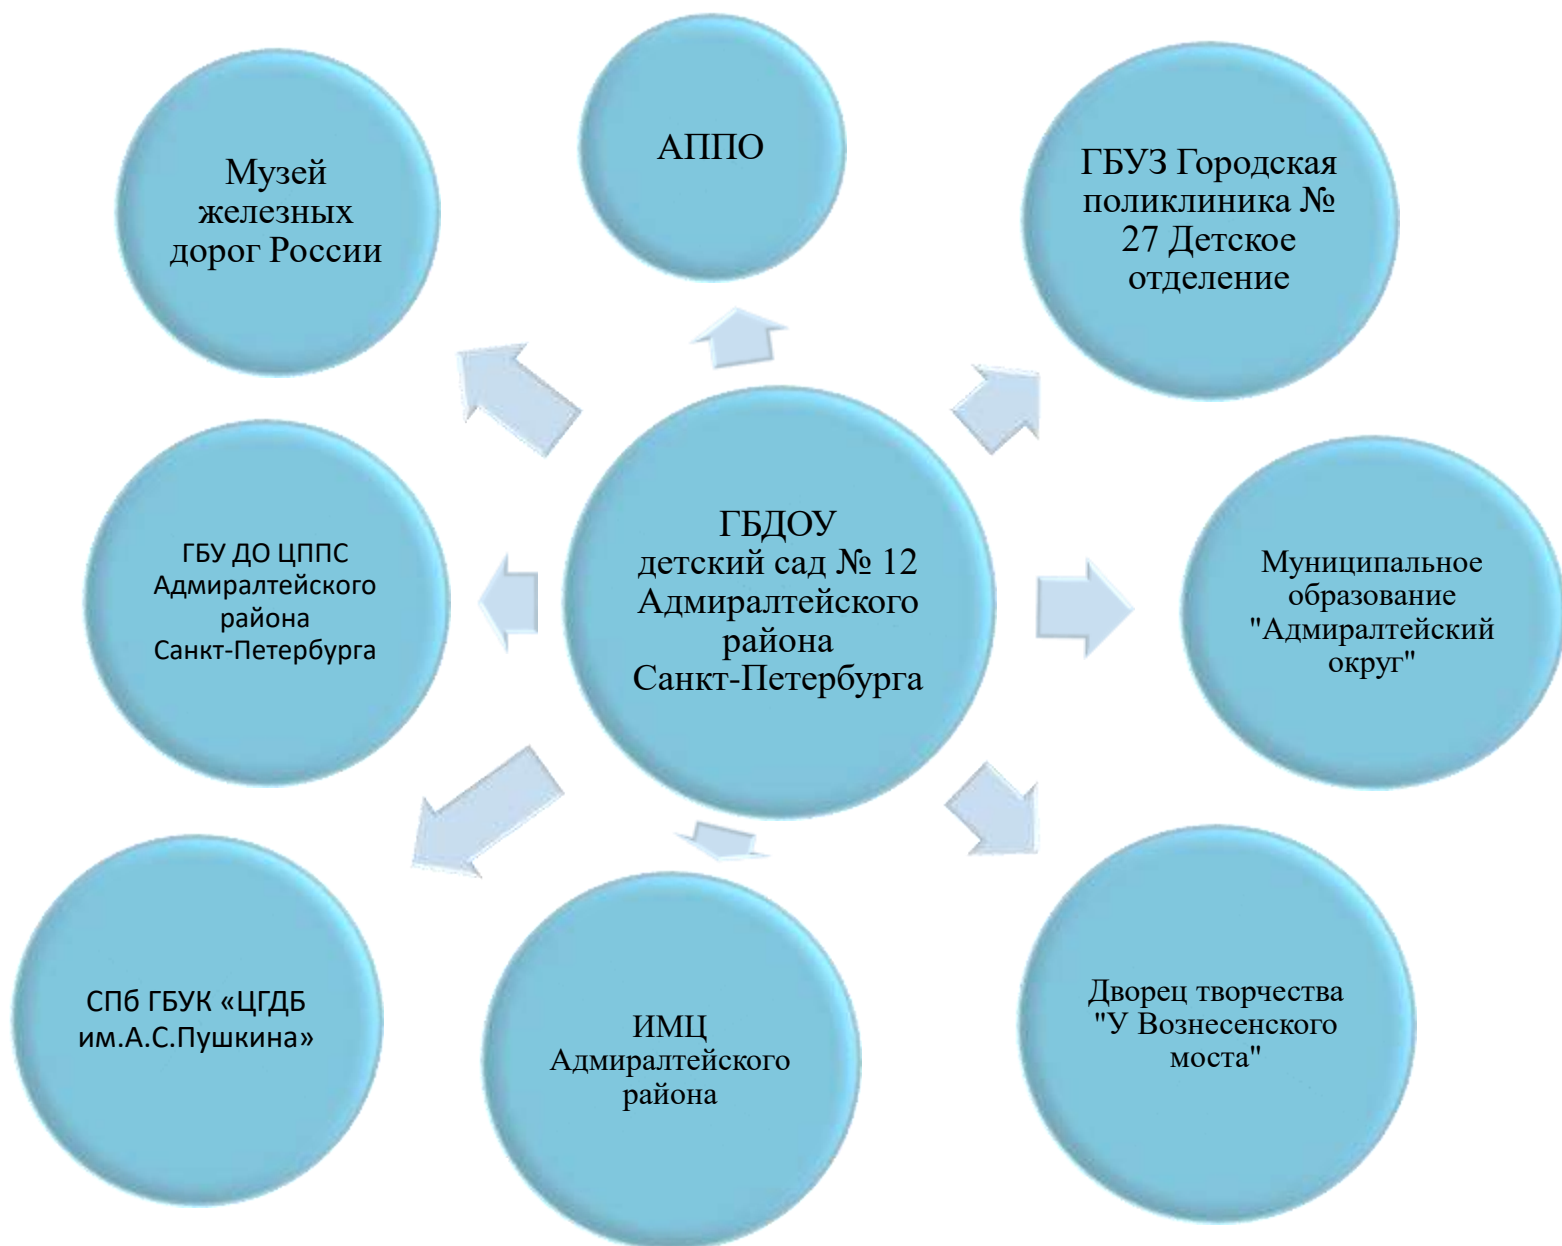 АППО
Музей
железных
дорог России
ГБУЗ Городская
поликлиника №
27 Детское
отделение
ГБДОУ
детский сад № 12
Адмиралтейского
района
Санкт-Петербурга
ГБУ ДО ЦППС
Адмиралтейского
района
Санкт-Петербурга
Муниципальное
образование
"Адмиралтейский
округ"
СПб ГБУК «ЦГДБ
им.А.С.Пушкина»
ИМЦ
Адмиралтейского
района
Дворец творчества
"У Вознесенского
моста"